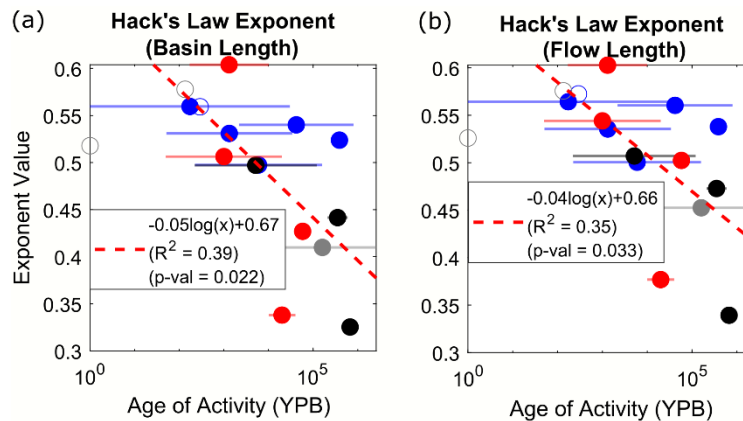 (a)
Hack's Law Exponent
(Basin Length)
Exponent Value
0.6
0.55
0.5
0.45
0.4
0.35
0.3
-0.05log(x)+0.67
(R² = 0.39)
(p-val = 0.022)
10⁰
10⁵
Age of Activity (YPB)
(b)
Hack's Law Exponent
(Flow Length)
0.6
0.55
0.5
0.45
0.4
0.35
0.3
-0.04log(x)+0.66
(R² = 0.35)
(p-val = 0.033)
10⁰
10⁵
Age of Activity (YPB)